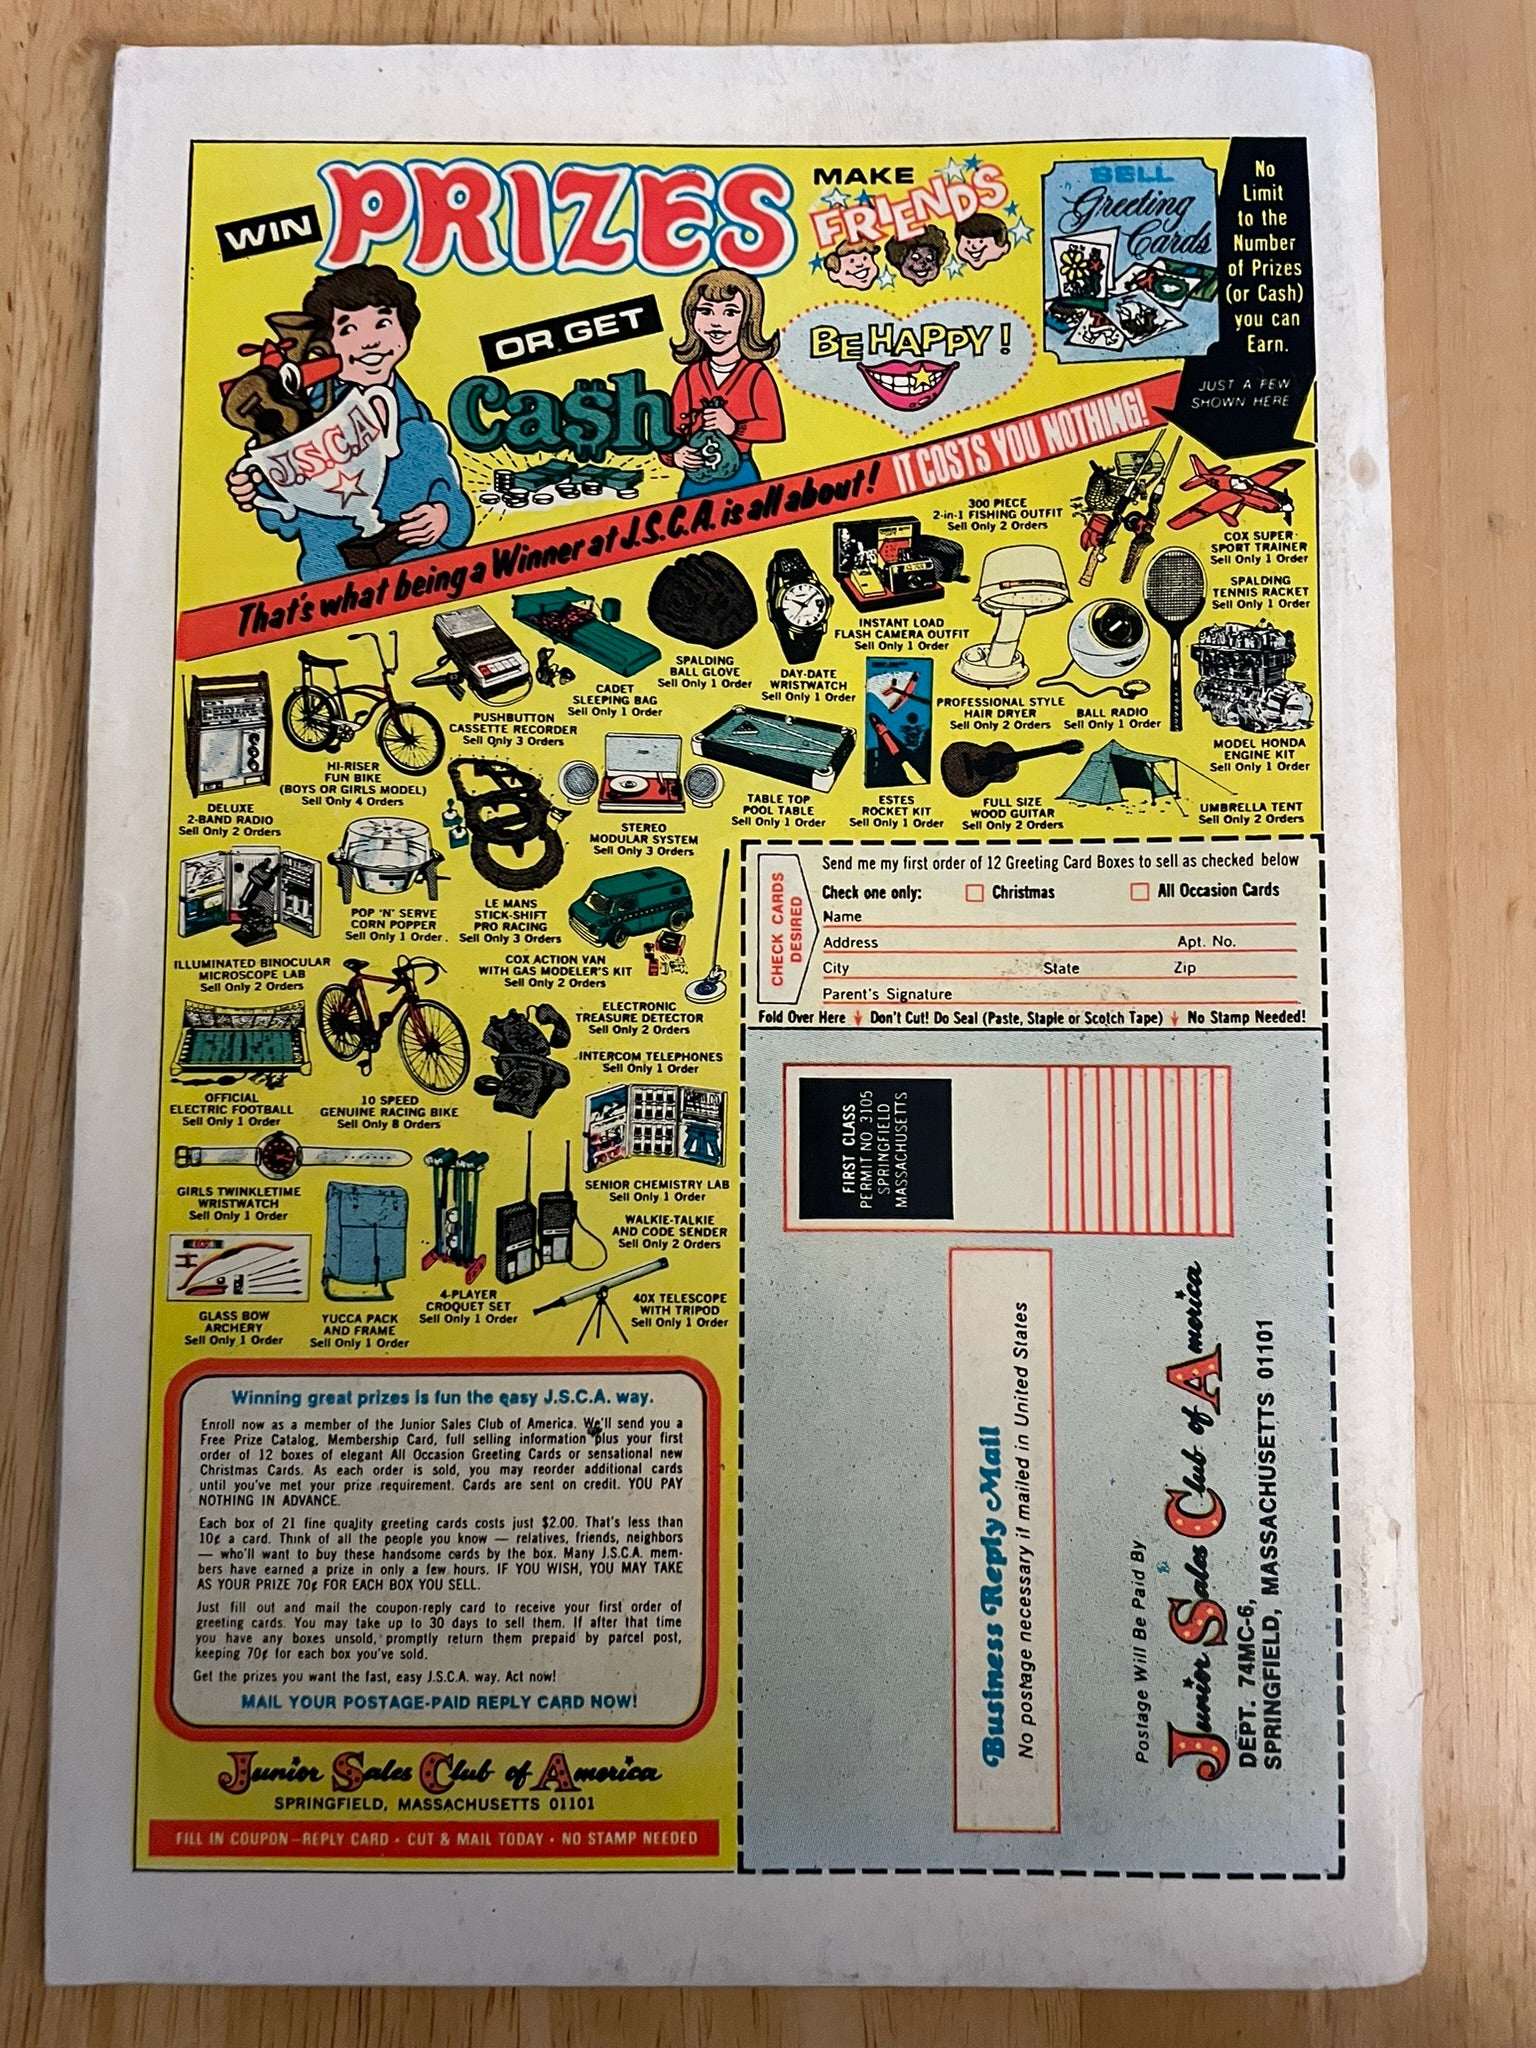 WIN PRIZES
MAKE
FRIENDS
OR GET
Ca$h
J.S.C.A
$
BE HAPPY!
BELL
Greeting
Cards
No
Limit
to the
Number
of Prizes
(or Cash)
you can
Earn.
JUST A FEW
SHOWN HERE
That's what being a Winner at J.S.C.A. is all about! IT COSTS YOU NOTHING!
300 PIECE
2-in-1 FISHING OUTFIT
Sell Only 2 Orders
COX SUPER
SPORT TRAINER
Sell Only 1 Order
SPALDING
TENNIS RACKET
Sell Only 1 Order
INSTANT LOAD
FLASH CAMERA OUTFIT
Sell Only 1 Order
SPALDING
BALL GLOVE
Sell Only 1 Order
DAY-DATE
WRISTWATCH
Sell Only 1 Order
CADET
SLEEPING BAG
Sell Only 1 Order
PUSHBUTTON
CASSETTE RECORDER
Sell Only 3 Orders
PROFESSIONAL STYLE
HAIR DRYER
Sell Only 2 Orders
BALL RADIO
Sell Only 1 Order
MODEL HONDA
ENGINE KIT
Sell Only 1 Order
HI-RISER
FUN BIKE
(BOYS OR GIRLS MODEL)
Sell Only 4 Orders
DELUXE
2-BAND RADIO
Sell Only 2 Orders
STEREO
MODULAR SYSTEM
Sell Only 3 Orders
TABLE TOP
POOL TABLE
Sell Only 1 Order
ESTES
ROCKET KIT
Sell Only 1 Order
FULL SIZE
WOOD GUITAR
Sell Only 2 Orders
UMBRELLA TENT
Sell Only 2 Orders
POP 'N' SERVE
CORN POPPER
Sell Only 1 Order.
LE MANS
STICK-SHIFT
PRO RACING
Sell Only 3 Orders
ILLUMINATED BINOCULAR
MICROSCOPE LAB
Sell Only 2 Orders
COX ACTION VAN
WITH GAS MODELER'S KIT
Sell Only 2 Orders
ELECTRONIC
TREASURE DETECTOR
Sell Only 2 Orders
INTERCOM TELEPHONES
Sell Only 1 Order
OFFICIAL
ELECTRIC FOOTBALL
Sell Only 1 Order
10 SPEED
GENUINE RACING BIKE
Sell Only 8 Orders
GIRLS TWINKLETIME
WRISTWATCH
Sell Only 1 Order
SENIOR CHEMISTRY LAB
Sell Only 1 Order
WALKIE-TALKIE
AND CODE SENDER
Sell Only 2 Orders
GLASS BOW
ARCHERY
Sell Only 1 Order
YUCCA PACK
AND FRAME
Sell Only 1 Order
4-PLAYER
CROQUET SET
Sell Only 1 Order
40X TELESCOPE
WITH TRIPOD
Sell Only 1 Order
Winning great prizes is fun the easy J.S.C.A. way.
Enroll now as a member of the Junior Sales Club of America. We'll send you a
Free Prize Catalog, Membership Card, full selling information plus your first
order of 12 boxes of elegant All Occasion Greeting Cards or sensational new
Christmas Cards. As each order is sold, you may reorder additional cards
until you've met your prize requirement. Cards are sent on credit. YOU PAY
NOTHING IN ADVANCE.
Each box of 21 fine quality greeting cards costs just $2.00. That's less than
10¢ a card. Think of all the people you know — relatives, friends, neighbors
— who'll want to buy these handsome cards by the box. Many J.S.C.A. mem-
bers have earned a prize in only a few hours. IF YOU WISH, YOU MAY TAKE
AS YOUR PRIZE 70¢ FOR EACH BOX YOU SELL.
Just fill out and mail the coupon-reply card to receive your first order of
greeting cards. You may take up to 30 days to sell them. If after that time
you have any boxes unsold, promptly return them prepaid by parcel post,
keeping 70¢ for each box you've sold.
Get the prizes you want the fast, easy J.S.C.A. way. Act now!
MAIL YOUR POSTAGE-PAID REPLY CARD NOW!
Junior Sales Club of America
SPRINGFIELD, MASSACHUSETTS 01101
FILL IN COUPON—REPLY CARD • CUT & MAIL TODAY • NO STAMP NEEDED
CHECK CARDS
DESIRED
Send me my first order of 12 Greeting Card Boxes to sell as checked below
Check one only: Christmas All Occasion Cards
Name
Address Apt. No.
City State Zip
Parent's Signature
Fold Over Here Don't Cut! Do Seal (Paste, Staple or Scotch Tape) No Stamp Needed!
FIRST CLASS
PERMIT NO 3105
SPRINGFIELD
MASSACHUSETTS
Business Reply Mail
No postage necessary if mailed in United States
Postage Will Be Paid By
Junior Sales Club of America
DEPT. 74MC-6,
SPRINGFIELD, MASSACHUSETTS 01101